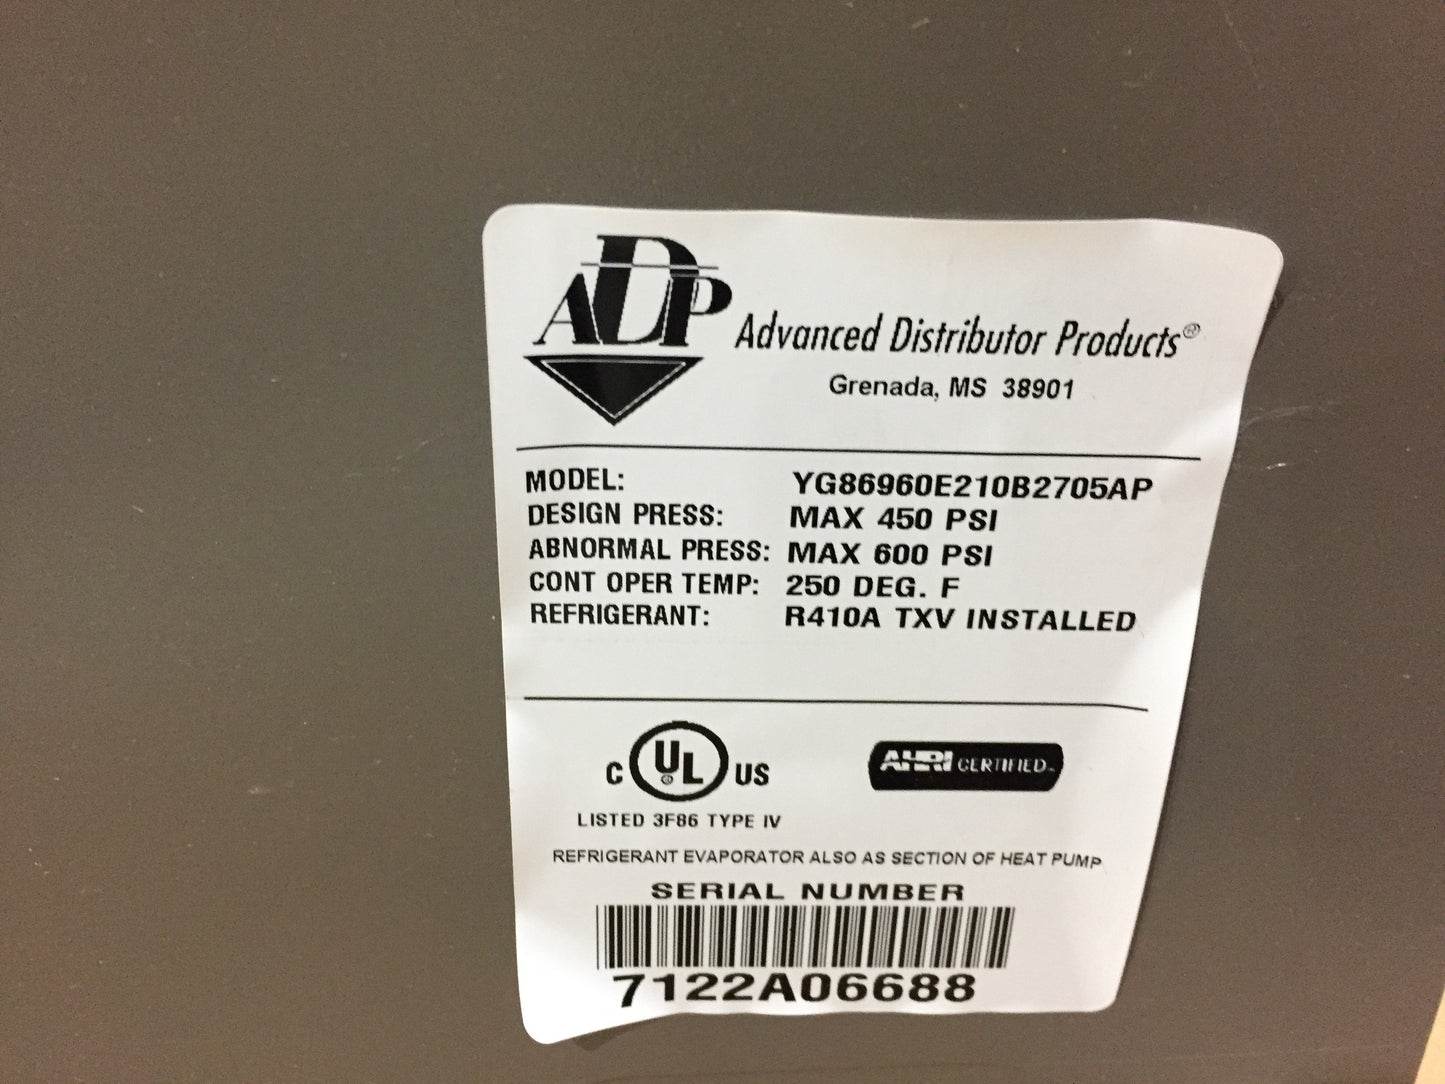 ADP
Advanced Distributor Products®
Grenada, MS 38901
MODEL: YG86960E210B2705AP
DESIGN PRESS: MAX 450 PSI
ABNORMAL PRESS: MAX 600 PSI
CONT OPER TEMP: 250 DEG. F
REFRIGERANT: R410A TXV INSTALLED
C UL US
AHRI CERTIFIED™
LISTED 3F86 TYPE IV
REFRIGERANT EVAPORATOR ALSO AS SECTION OF HEAT PUMP
SERIAL NUMBER
7122A06688